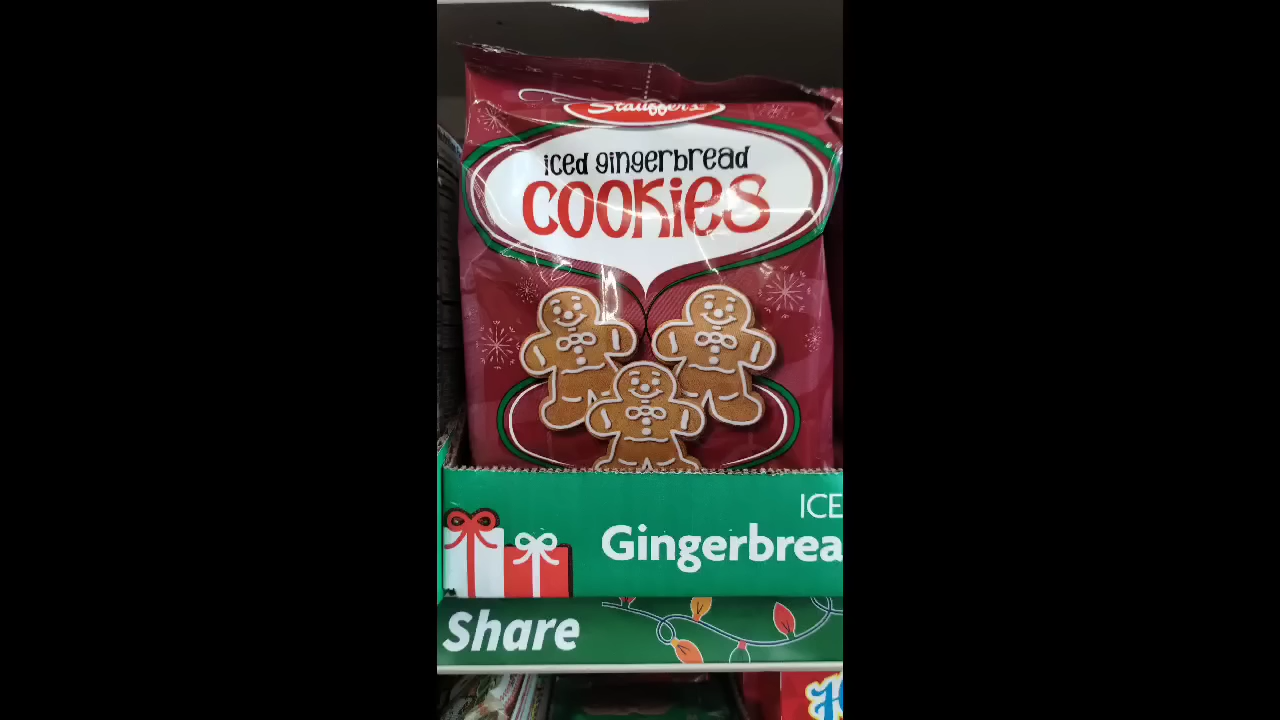 Stauffer's
iced gingerbread
COOKIES
ICE
Gingerbrea
Share